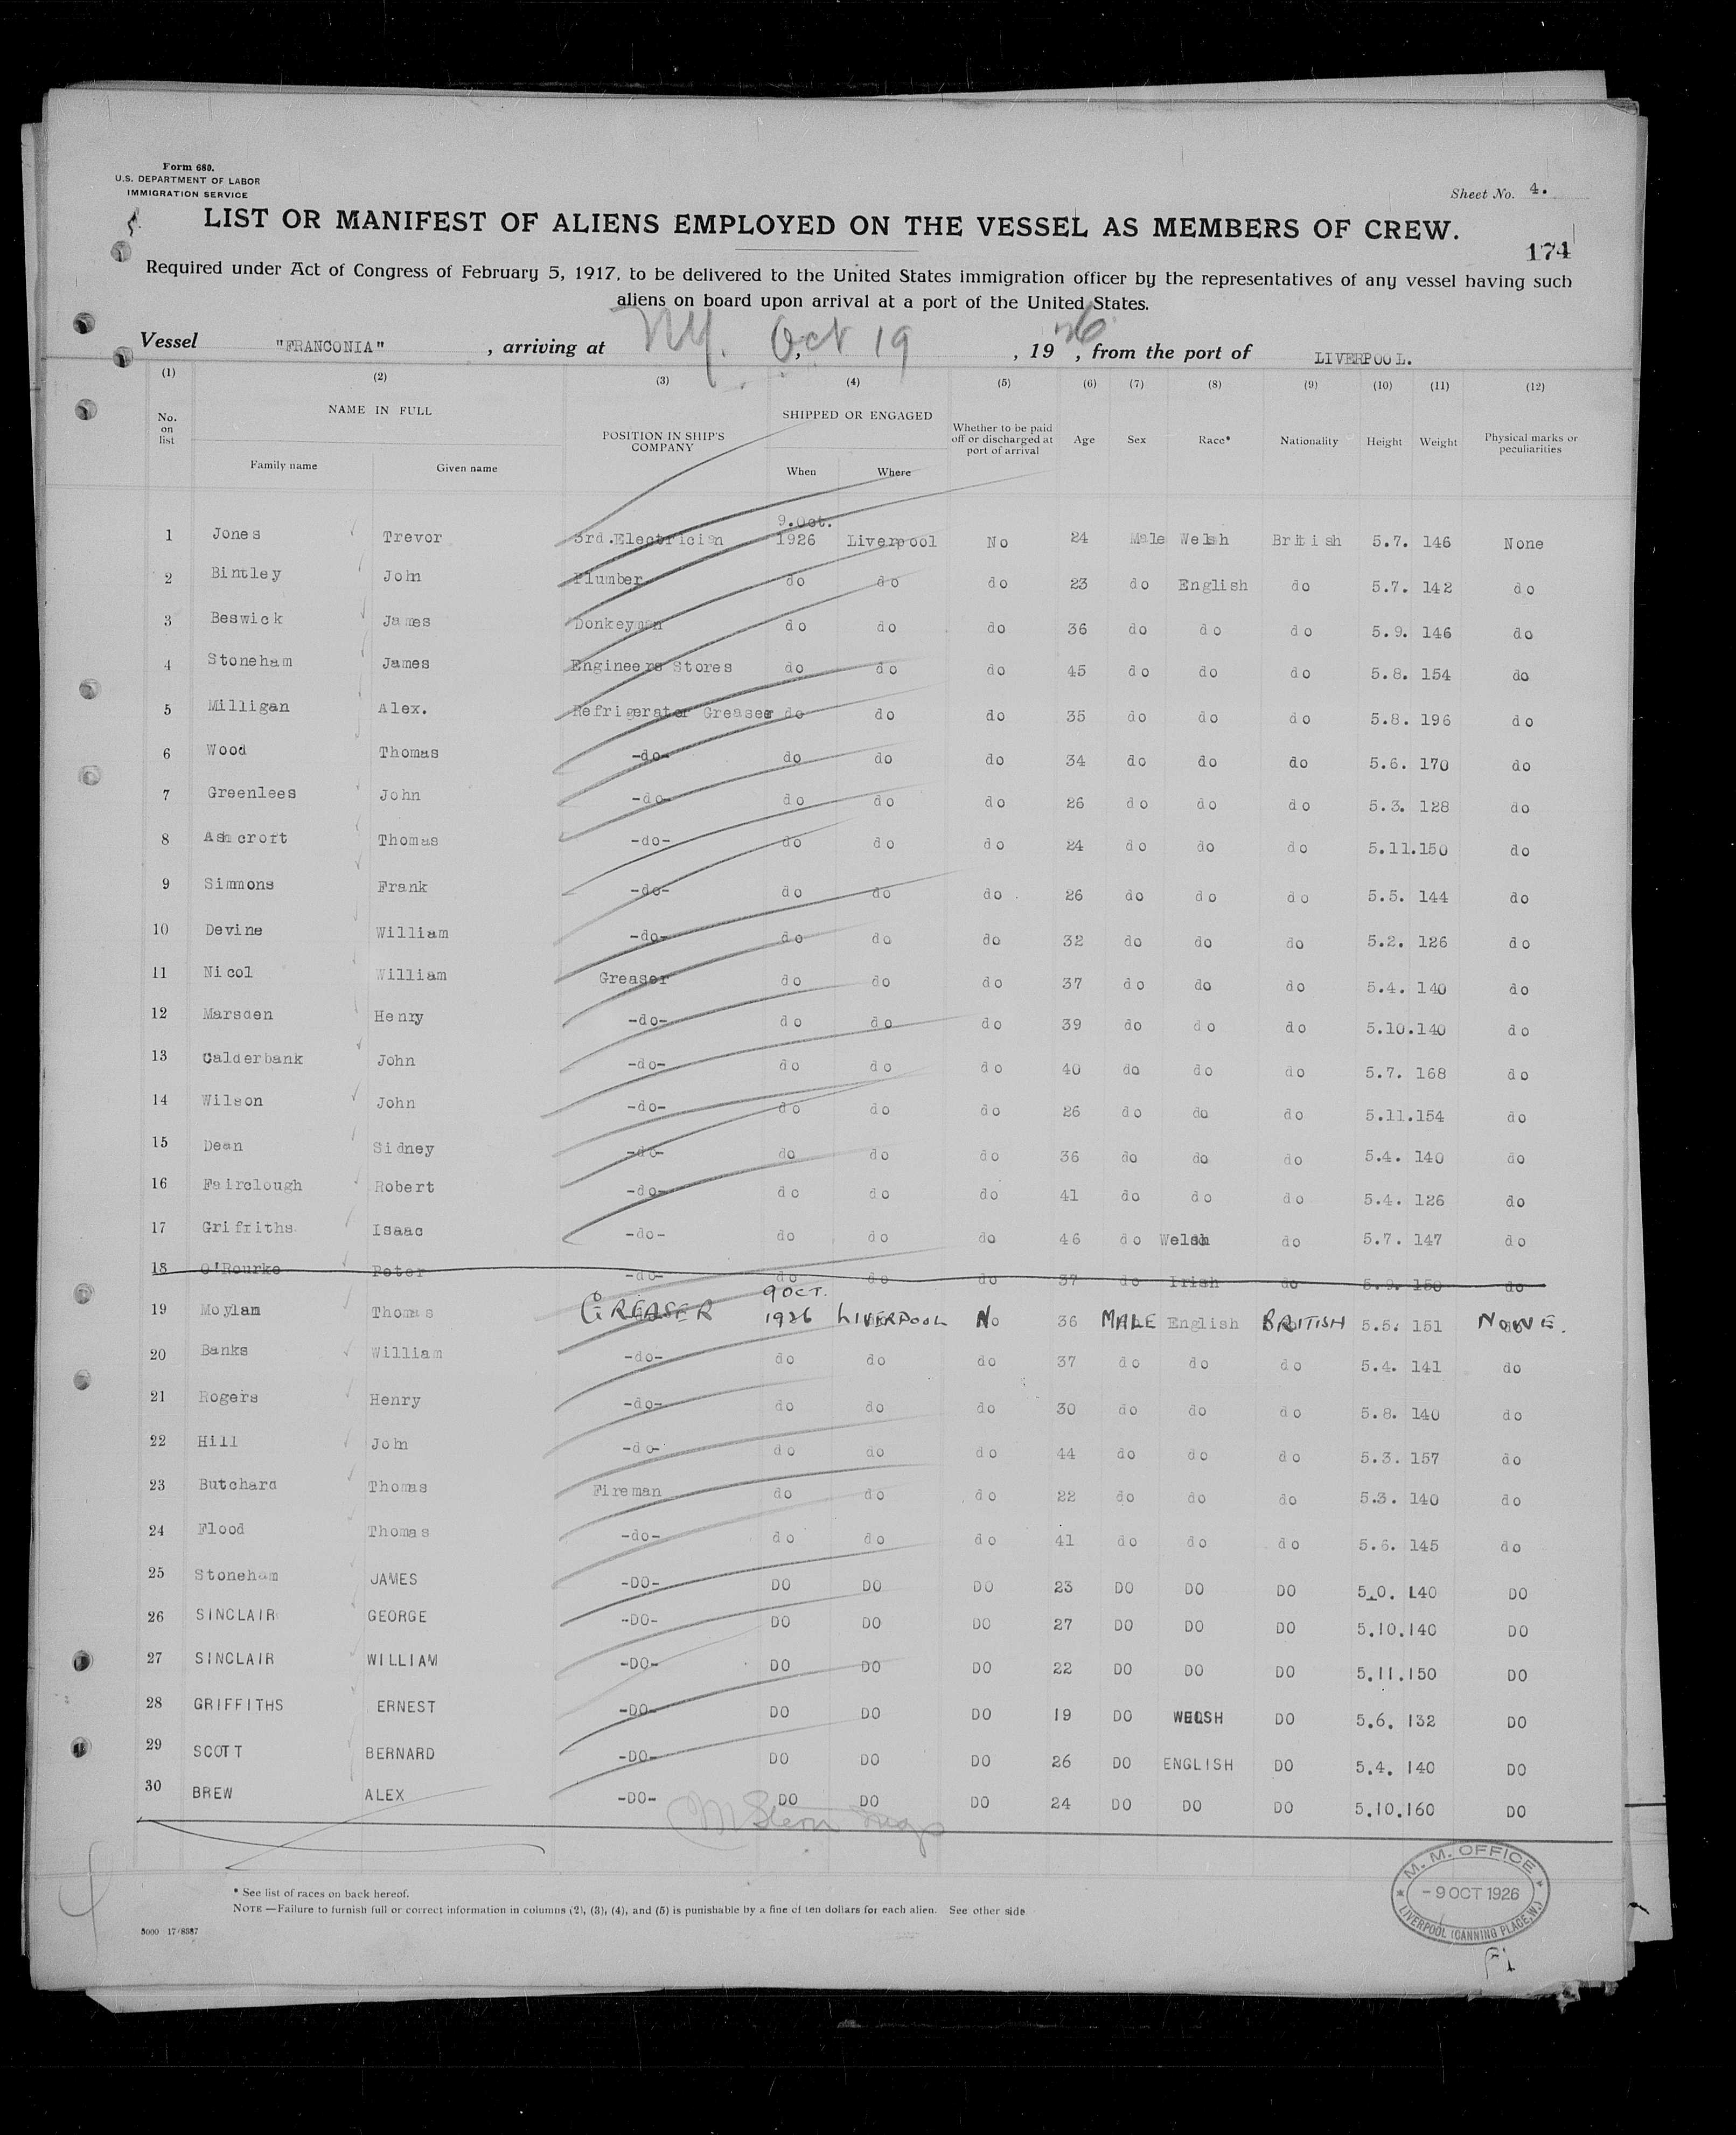 Form 680.
U.S. DEPARTMENT OF LABOR
IMMIGRATION SERVICE
Sheet No. 4.
LIST OR MANIFEST OF ALIENS EMPLOYED ON THE VESSEL AS MEMBERS OF CREW.
174
Required under Act of Congress of February 5, 1917, to be delivered to the United States immigration officer by the representatives of any vessel having such
aliens on board upon arrival at a port of the United States.
Vessel "FRANCONIA" , arriving at NY. Oct 19 , 1926 , from the port of LIVERPOOL.
(1) (2) (3) (4) (5) (6) (7) (8) (9) (10) (11) (12)
No. on list NAME IN FULL Family name Given name POSITION IN SHIP'S COMPANY SHIPPED OR ENGAGED When Where Whether to be paid off or discharged at port of arrival Age Sex Race* Nationality Height Weight Physical marks or peculiarities
1 Jones Trevor 3rd.Electrician 9.Oct. 1926 Liverpool No 24 Male Welsh British 5.7. 146 None
2 Bintley John Plumber do do do 23 do English do 5.7. 142 do
3 Beswick James Donkeyman do do do 36 do do do 5.9. 146 do
4 Stoneham James Engineers Stores do do do 45 do do do 5.8. 154 do
5 Milligan Alex. Refrigerator Greaser do do do 35 do do do 5.8. 196 do
6 Wood Thomas -do- do do do 34 do do do 5.6. 170 do
7 Greenlees John -do- do do do 26 do do do 5.3. 128 do
8 Ashcroft Thomas -do- do do do 24 do do do 5.11. 150 do
9 Simmons Frank -do- do do do 26 do do do 5.5. 144 do
10 Devine William -do- do do do 32 do do do 5.2. 126 do
11 Nicol William Greaser do do do 37 do do do 5.4. 140 do
12 Marsden Henry -do- do do do 39 do do do 5.10. 140 do
13 Calderbank John -do- do do do 40 do do do 5.7. 168 do
14 Wilson John -do- do do do 26 do do do 5.11. 154 do
15 Dean Sidney -do- do do do 36 do do do 5.4. 140 do
16 Fairclough Robert -do- do do do 41 do do do 5.4. 126 do
17 Griffiths Isaac -do- do do do 46 do Welsh do 5.7. 147 do
18 O'Rourke Peter -do- do do do 37 do Irish do 5.9. 150 do
19 Moylan Thomas GREASER 9 OCT. 1926 LIVERPOOL No 36 MALE English BRITISH 5.5. 151 NONE.
20 Banks William -do- do do do 37 do do do 5.4. 141 do
21 Rogers Henry -do- do do do 30 do do do 5.8. 140 do
22 Hill John -do- do do do 44 do do do 5.3. 157 do
23 Butchard Thomas Fireman do do do 22 do do do 5.3. 140 do
24 Flood Thomas -do- do do do 41 do do do 5.6. 145 do
25 Stoneham JAMES -DO- DO DO DO 23 DO DO DO 5.0. 140 DO
26 SINCLAIR GEORGE -DO- DO DO DO 27 DO DO DO 5.10. 140 DO
27 SINCLAIR WILLIAM -DO- DO DO DO 22 DO DO DO 5.11. 150 DO
28 GRIFFITHS ERNEST -DO- DO DO DO 19 DO WELSH DO 5.6. 132 DO
29 SCOTT BERNARD -DO- DO DO DO 26 DO ENGLISH DO 5.4. 140 DO
30 BREW ALEX -DO- DO DO DO 24 DO DO DO 5.10. 160 DO
* See list of races on back hereof.
NOTE —Failure to furnish full or correct information in columns (2), (3), (4), and (5) is punishable by a fine of ten dollars for each alien. See other side
5000 17/8387
M. M. OFFICE
- 9 OCT 1926
LIVERPOOL (CANNING PLACE, W.)